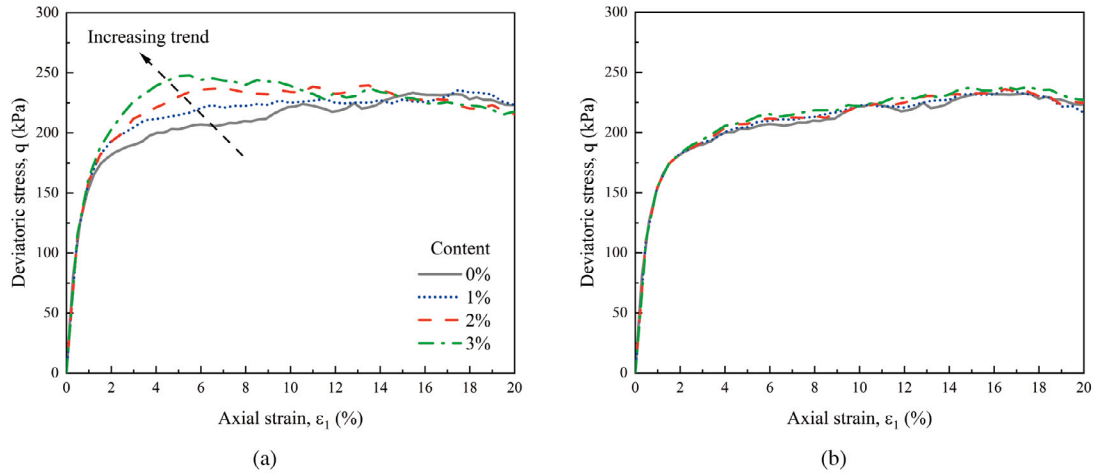 300
250
200
150
100
50
0
Deviatoric stress, q (kPa)
Increasing trend
Content
0%
1%
2%
3%
0 2 4 6 8 10 12 14 16 18 20
Axial strain, ε₁ (%)
(a)
300
250
200
150
100
50
0
Deviatoric stress, q (kPa)
0 2 4 6 8 10 12 14 16 18 20
Axial strain, ε₁ (%)
(b)